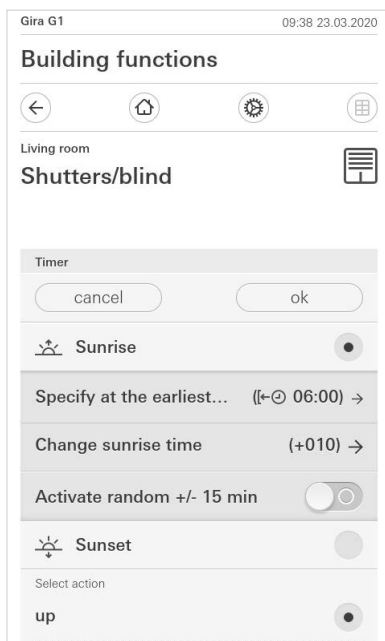 Gira G1 09:38 23.03.2020
Building functions
Living room
Shutters/blind
Timer
cancel ok
Sunrise
Specify at the earliest... (06:00)
Change sunrise time (+010)
Activate random +/- 15 min
Sunset
Select action
up